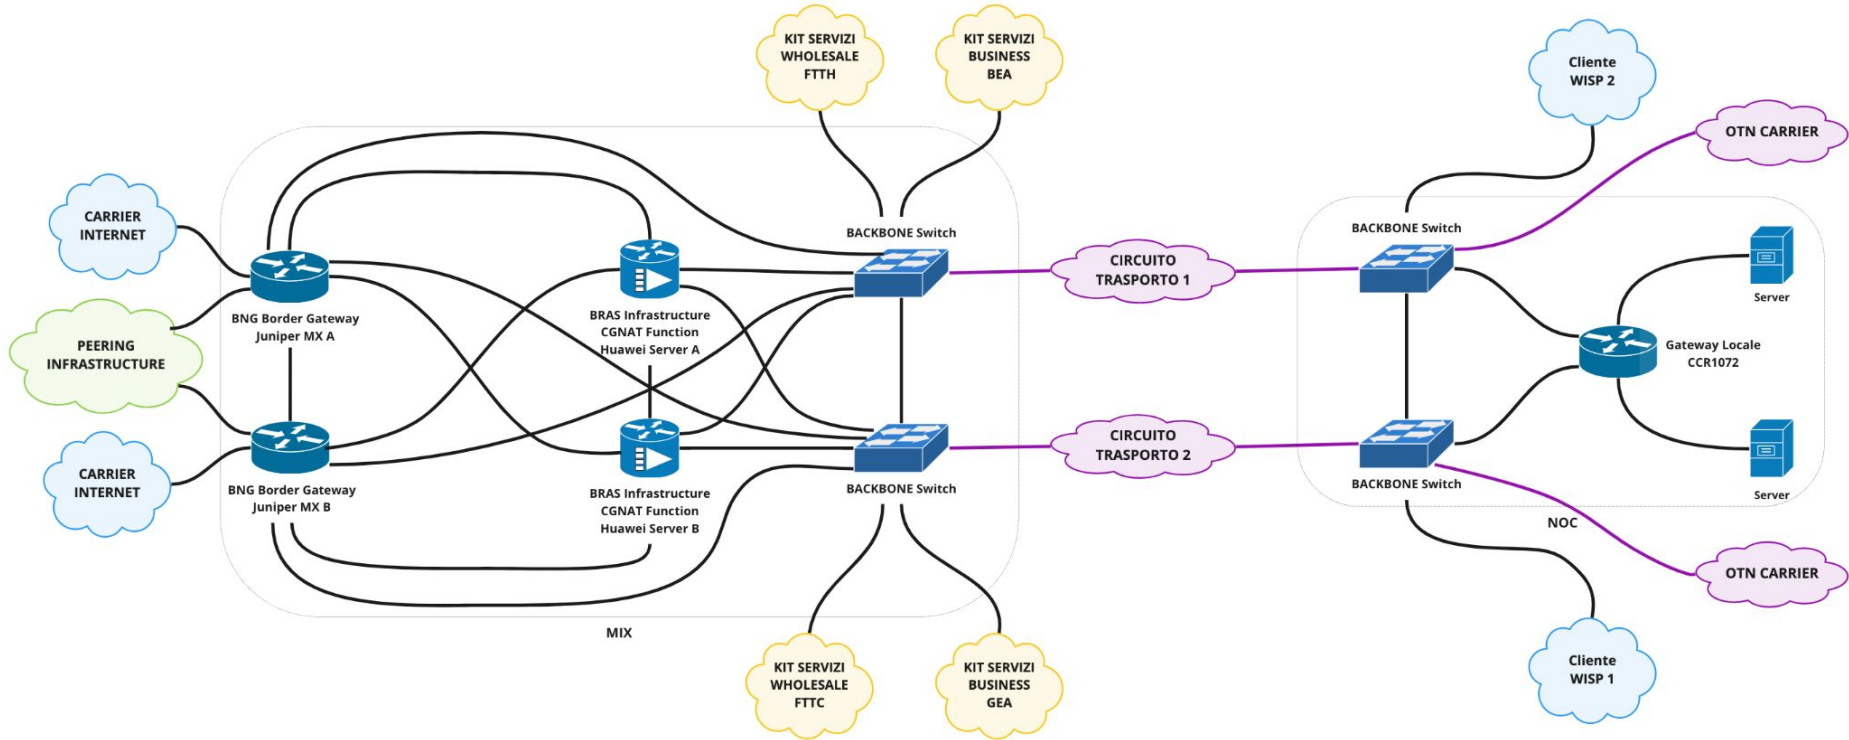 KIT SERVIZI
WHOLESALE
FTTH
KIT SERVIZI
BUSINESS
BEA
Cliente
WISP 2
OTN CARRIER
CARRIER
INTERNET
BACKBONE Switch
BACKBONE Switch
CIRCUITO
TRASPORTO 1
Server
BNG Border Gateway
Juniper MX A
BRAS Infrastructure
CGNAT Function
Huawei Server A
PEERING
INFRASTRUCTURE
Gateway Locale
CCR1072
CARRIER
INTERNET
CIRCUITO
TRASPORTO 2
BNG Border Gateway
Juniper MX B
BRAS Infrastructure
CGNAT Function
Huawei Server B
BACKBONE Switch
BACKBONE Switch
Server
NOC
OTN CARRIER
MIX
KIT SERVIZI
WHOLESALE
FTTC
KIT SERVIZI
BUSINESS
GEA
Cliente
WISP 1